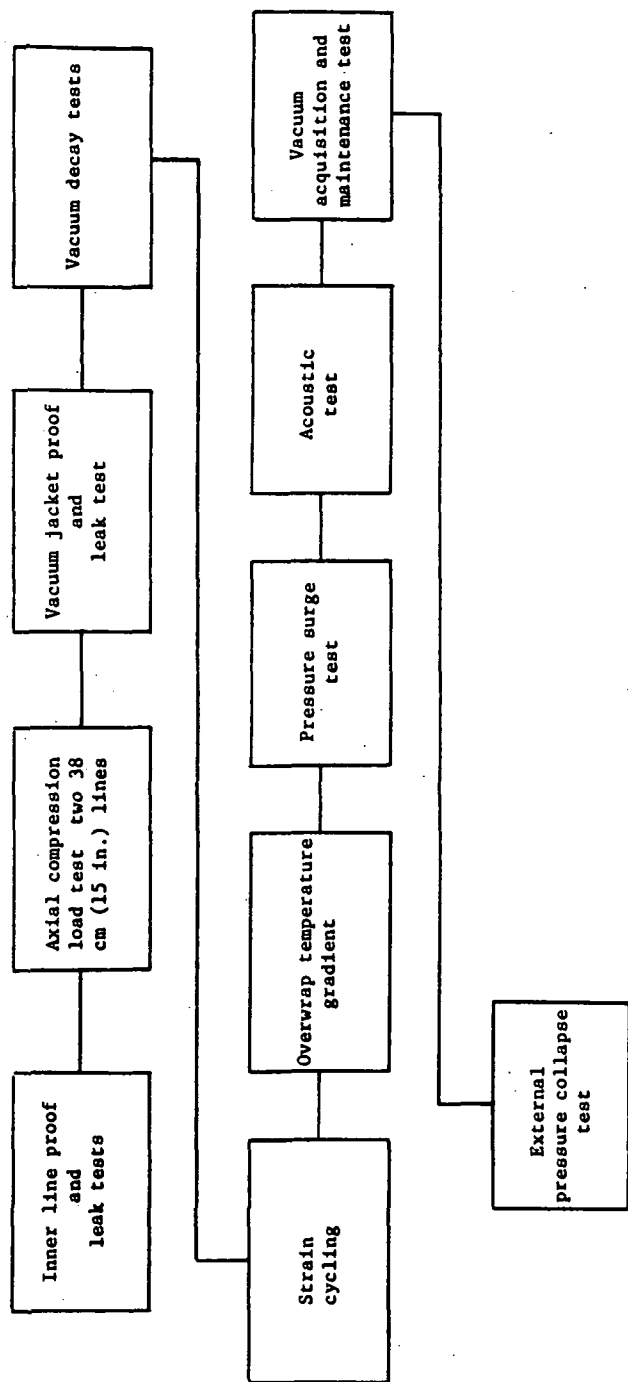 Inner line proof
and
leak tests
Axial compression
load test two 38
cm (15 in.) lines
Vacuum jacket proof
and
leak test
Vacuum decay tests
Strain
cycling
Overwrap temperature
gradient
Pressure surge
test
Acoustic
test
Vacuum
acquisition and
maintenance test
External
pressure collapse
test